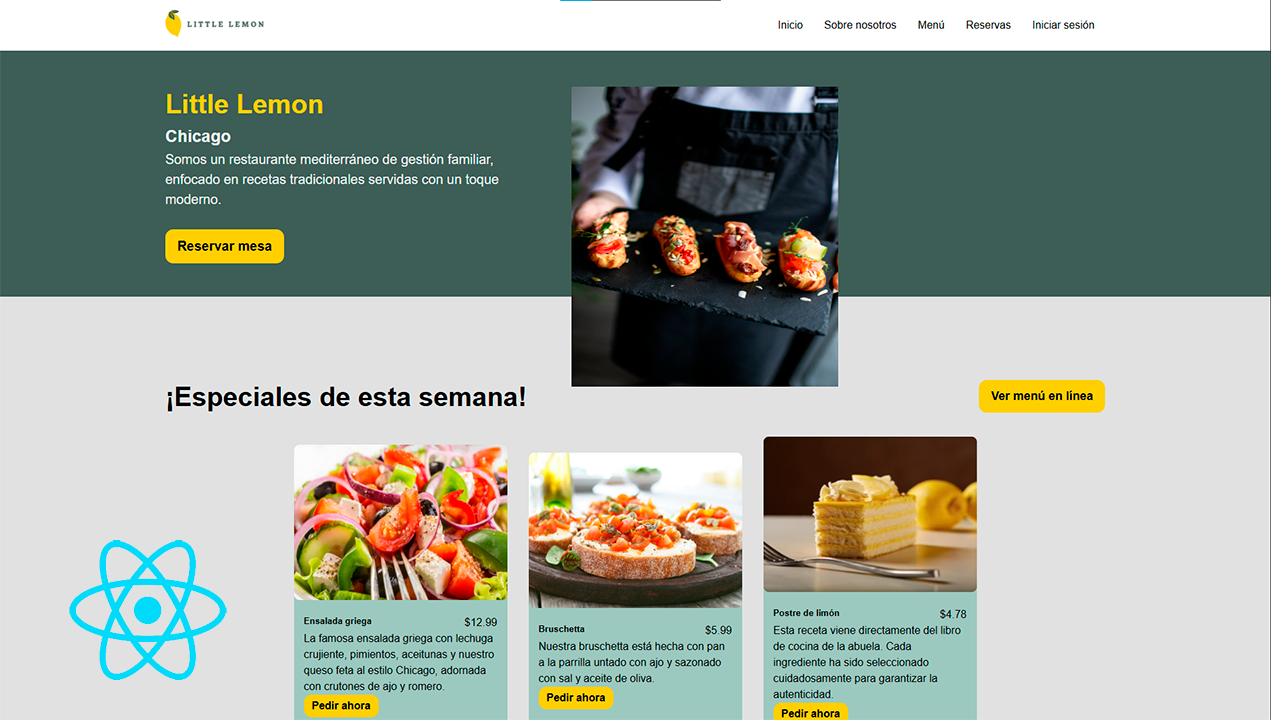 LITTLE LEMON
Inicio
Sobre nosotros
Menú
Reservas
Iniciar sesión
Little Lemon
Chicago
Somos un restaurante mediterráneo de gestión familiar,
enfocado en recetas tradicionales servidas con un toque
moderno.
Reservar mesa
¡Especiales de esta semana!
Ver menú en línea
Ensalada griega
$12.99
La famosa ensalada griega con lechuga
crujiente, pimientos, aceitunas y nuestro
queso feta al estilo Chicago, adornada
con crutones de ajo y romero.
Pedir ahora
Bruschetta
$5.99
Nuestra bruschetta está hecha con pan
a la parrilla untado con ajo y sazonado
con sal y aceite de oliva.
Pedir ahora
Postre de limón
$4.78
Esta receta viene directamente del libro
de cocina de la abuela. Cada
ingrediente ha sido seleccionado
cuidadosamente para garantizar la
autenticidad.
Pedir ahora